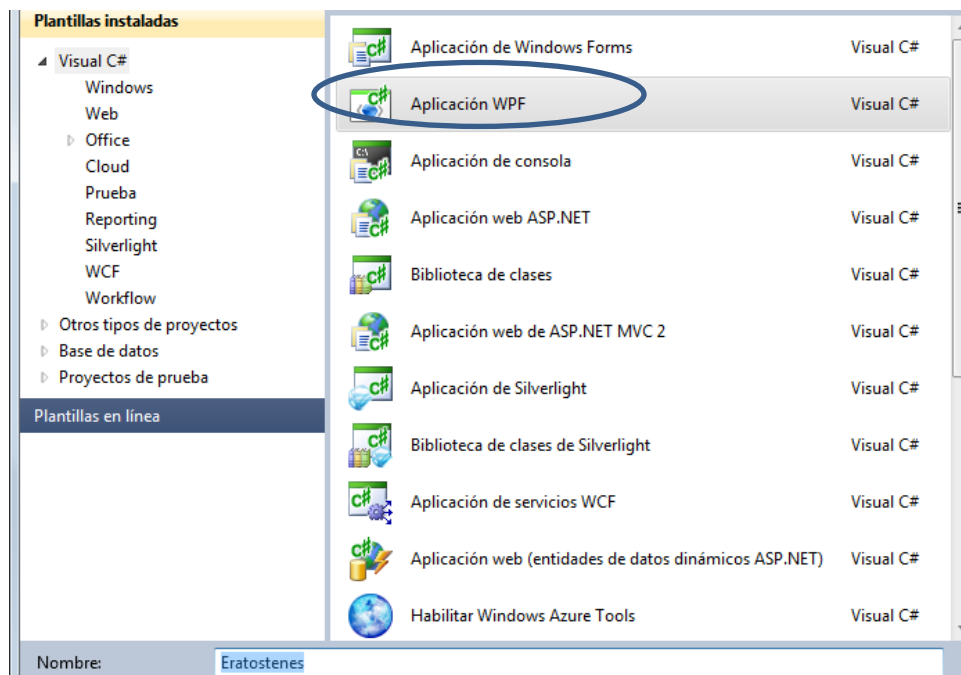 Plantillas instaladas
Visual C#
Windows
Web
Office
Cloud
Prueba
Reporting
Silverlight
WCF
Workflow
Otros tipos de proyectos
Base de datos
Proyectos de prueba
Plantillas en línea
Aplicación de Windows Forms Visual C#
Aplicación WPF Visual C#
Aplicación de consola Visual C#
Aplicación web ASP.NET Visual C#
Biblioteca de clases Visual C#
Aplicación web de ASP.NET MVC 2 Visual C#
Aplicación de Silverlight Visual C#
Biblioteca de clases de Silverlight Visual C#
Aplicación de servicios WCF Visual C#
Aplicación web (entidades de datos dinámicos ASP.NET) Visual C#
Habilitar Windows Azure Tools Visual C#
Nombre: Eratostenes